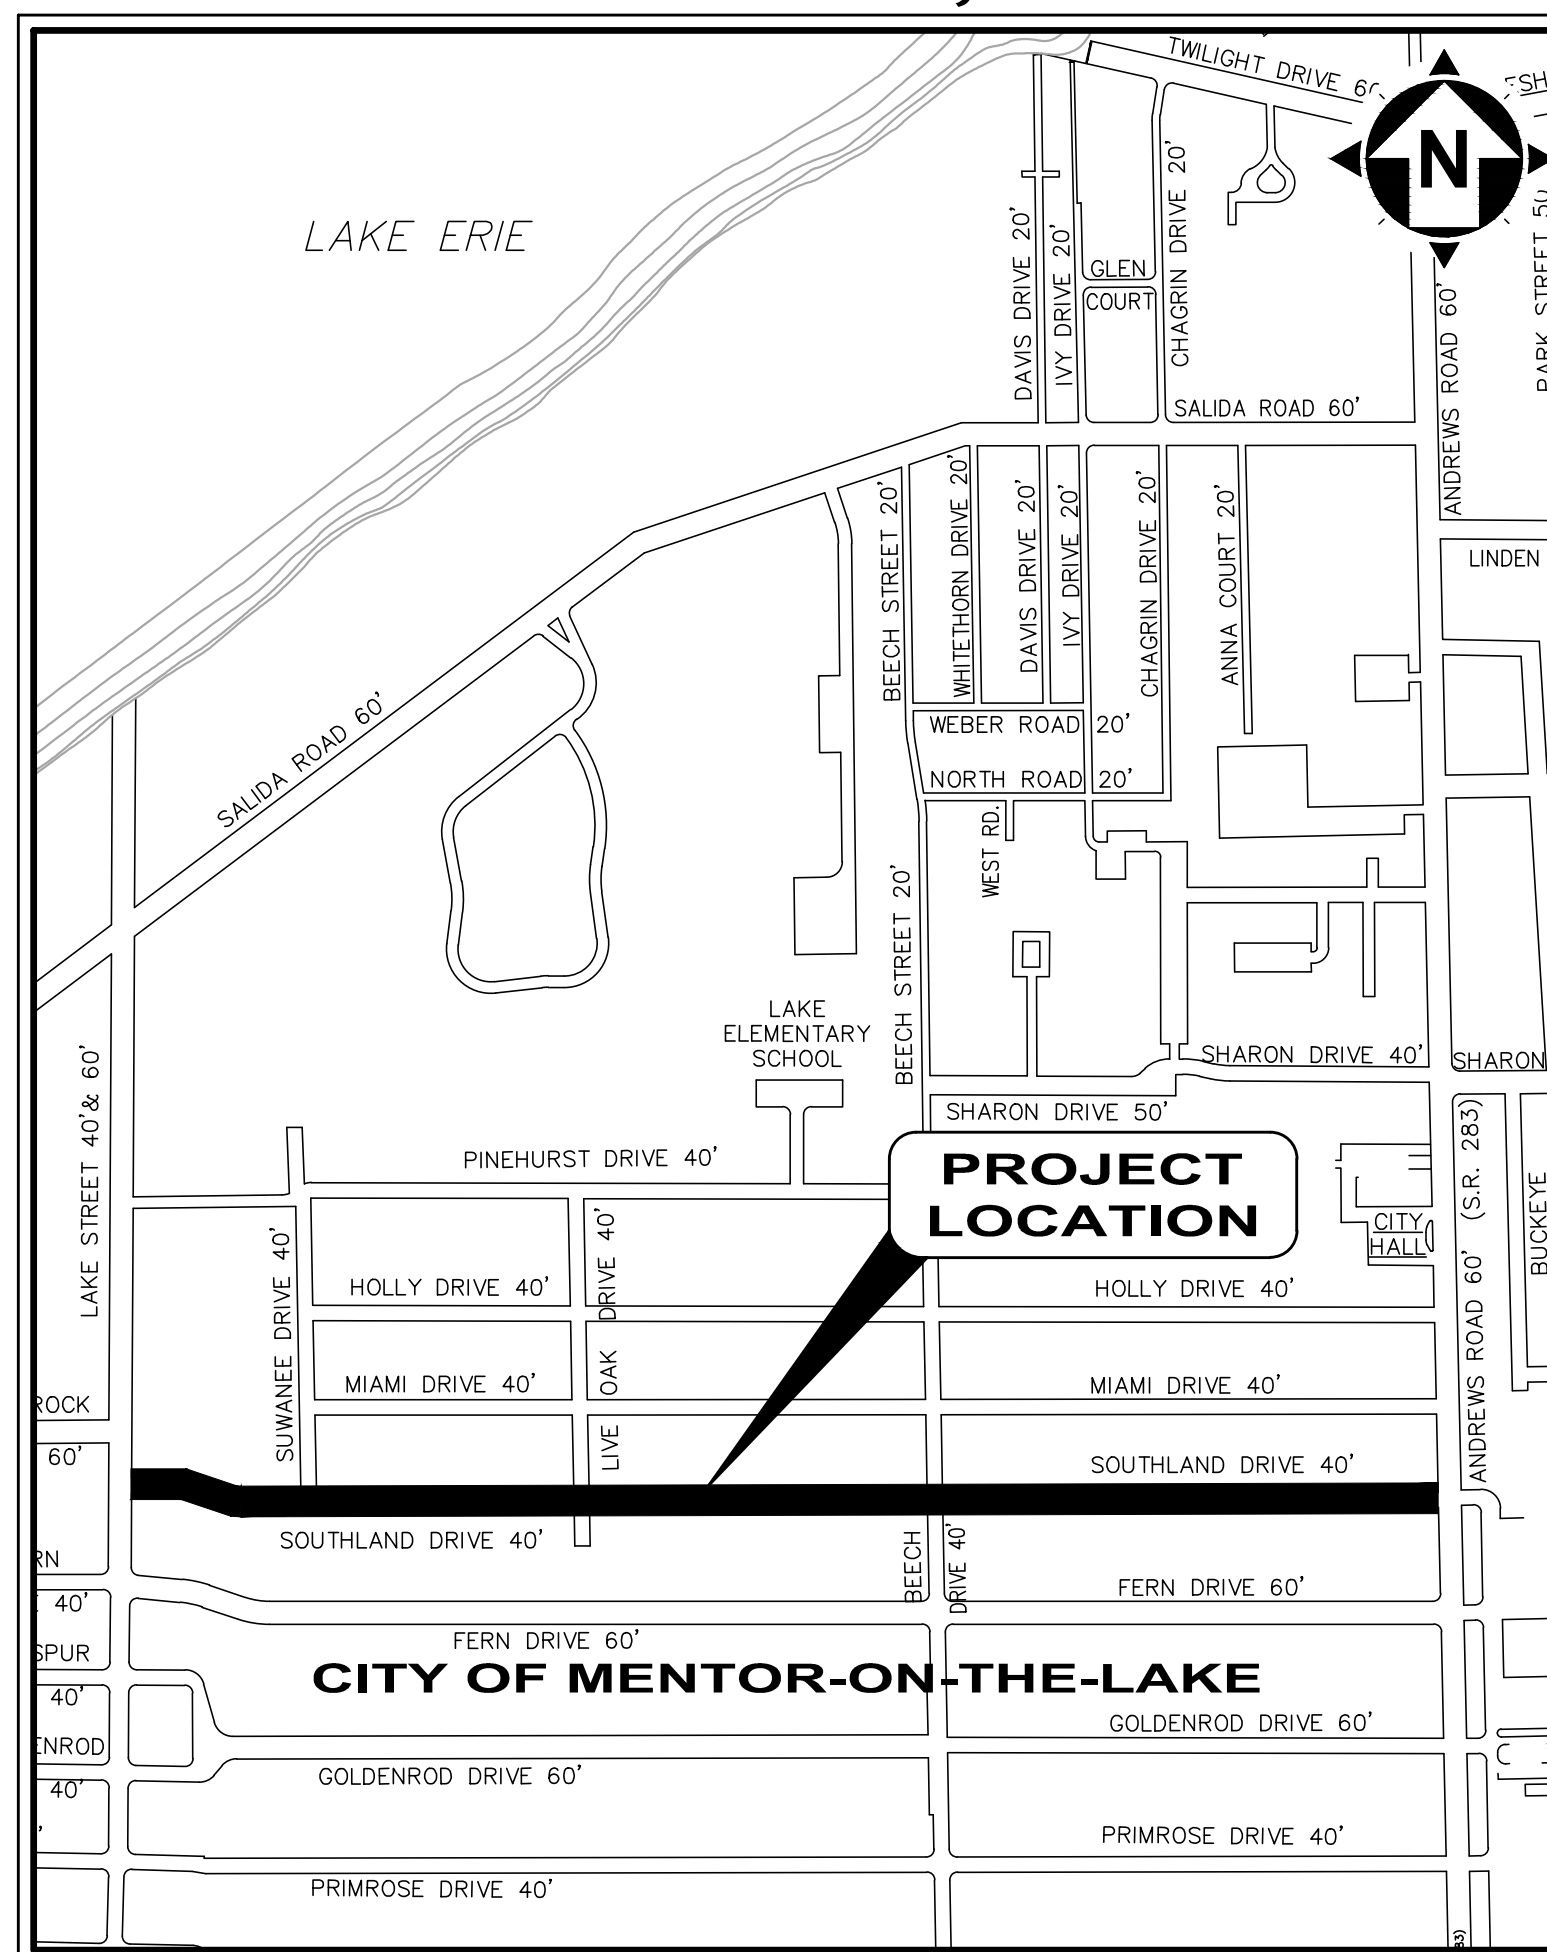 TWILIGHT DRIVE
N
LAKE ERIE
DAVIS DRIVE 20'
IVY DRIVE 20'
GLEN
COURT
CHAGRIN DRIVE 20'
ANDREWS ROAD 60'
SALIDA ROAD 60'
BEECH STREET 20'
WHITETHORN DRIVE 20'
DAVIS DRIVE 20'
IVY DRIVE 20'
CHAGRIN DRIVE 20'
ANNA COURT 20'
LINDEN
SALIDA ROAD 60'
WEBER ROAD 20'
NORTH ROAD 20'
WEST RD.
BEECH STREET 20'
LAKE
ELEMENTARY
SCHOOL
SHARON DRIVE 40'
SHARON
SHARON DRIVE 50'
LAKE STREET 40'& 60'
PINEHURST DRIVE 40'
PROJECT
LOCATION
CITY
HALL
ANDREWS ROAD 60' (S.R. 283)
BUCKEYE
SUWANEE DRIVE 40'
HOLLY DRIVE 40'
LIVE OAK DRIVE 40'
HOLLY DRIVE 40'
MIAMI DRIVE 40'
MIAMI DRIVE 40'
ROCK
60'
SOUTHLAND DRIVE 40'
SOUTHLAND DRIVE 40'
BEECH
DRIVE 40'
RN
40'
FERN DRIVE 60'
FERN DRIVE 60'
SPUR
40'
CITY OF MENTOR-ON-THE-LAKE
GOLDENROD DRIVE 60'
ENROD
40'
GOLDENROD DRIVE 60'
PRIMROSE DRIVE 40'
PRIMROSE DRIVE 40'